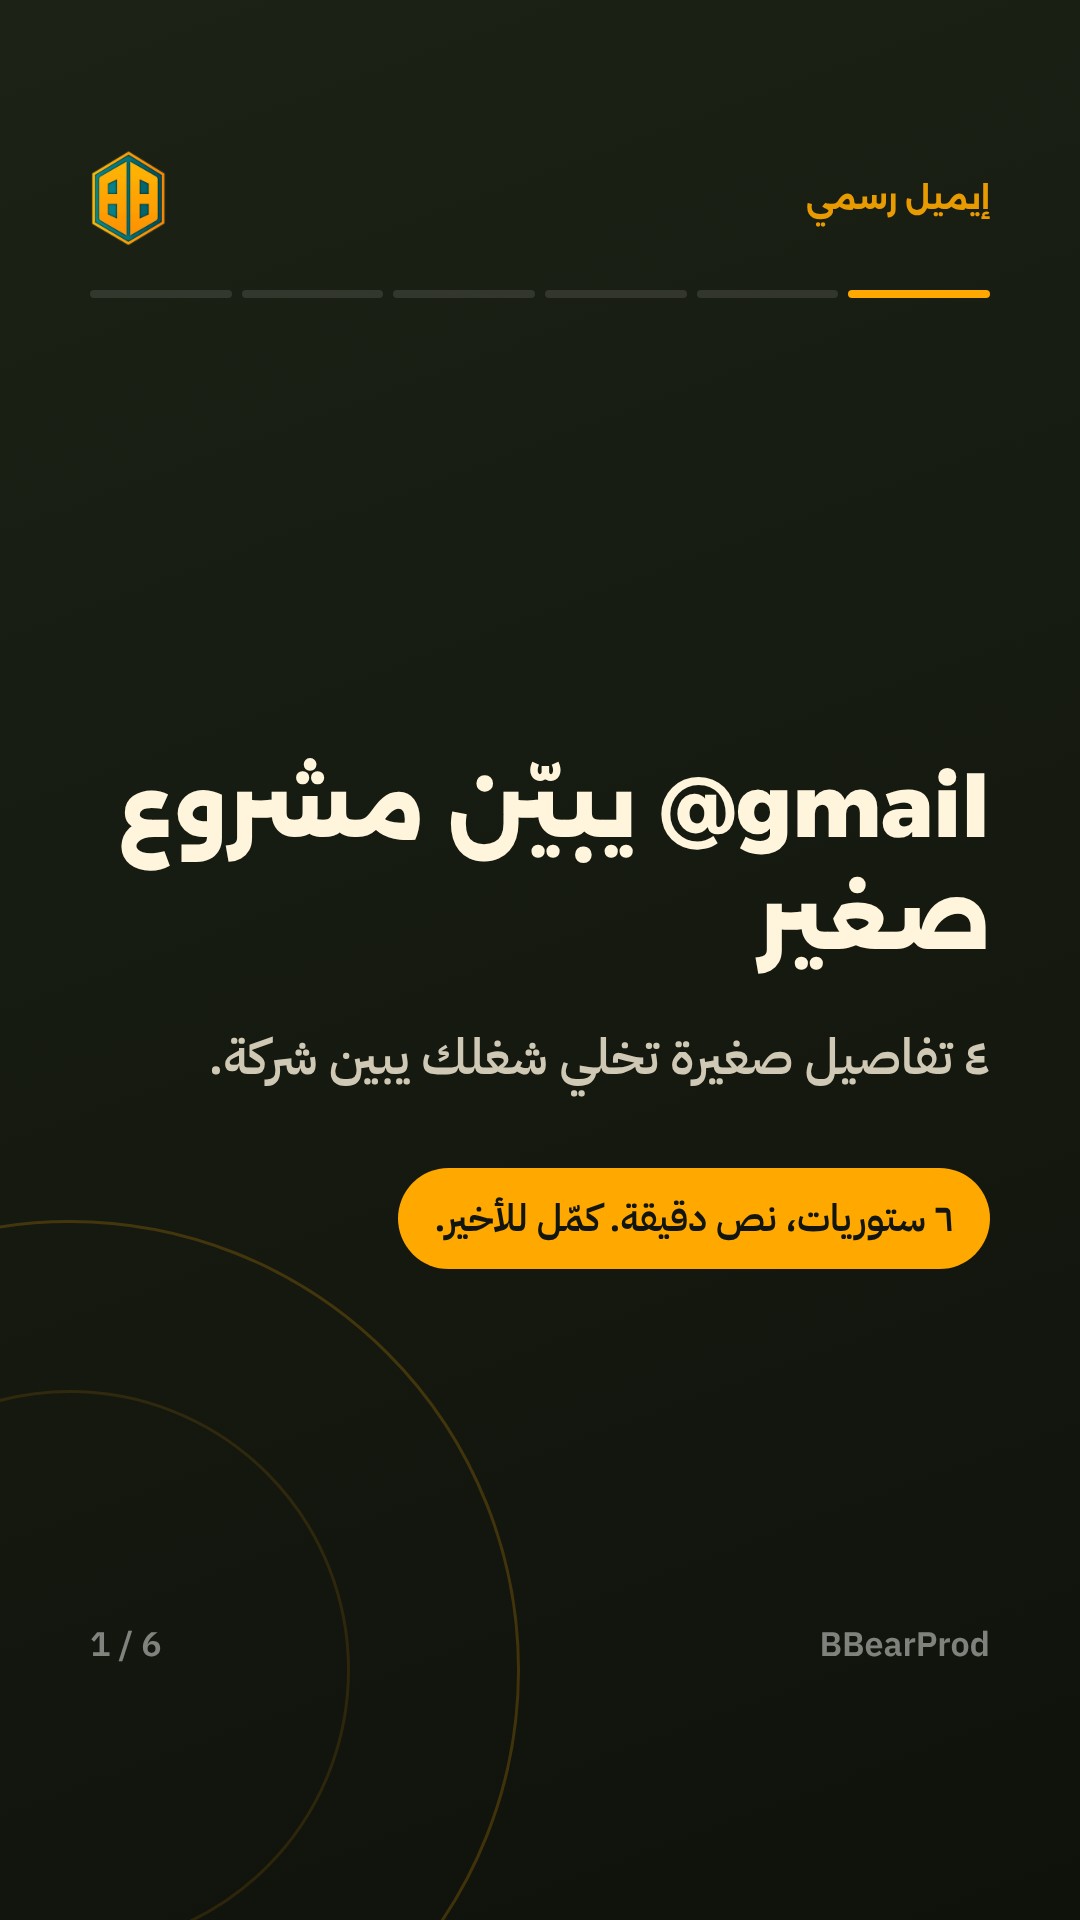 إيميل رسمي
@gmail يبيّن مشروع
صغير
٤ تفاصيل صغيرة تخلي شغلك يبين شركة.
٦ ستوريات، نص دقيقة. كمّل للأخير.
BBearProd
1 / 6